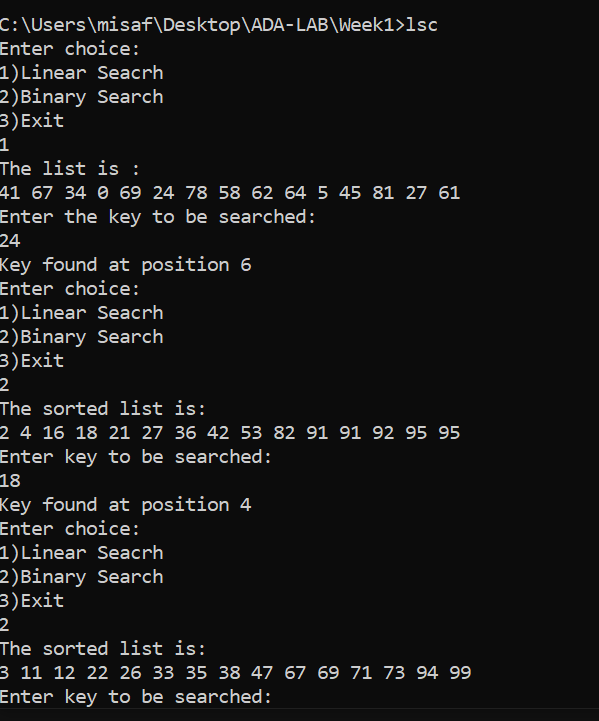 C:\Users\misaf\Desktop\ADA-LAB\Week1>lsc
Enter choice:
1)Linear Seacrh
2)Binary Search
3)Exit
1
The list is :
41 67 34 0 69 24 78 58 62 64 5 45 81 27 61
Enter the key to be searched:
24
Key found at position 6
Enter choice:
1)Linear Seacrh
2)Binary Search
3)Exit
2
The sorted list is:
2 4 16 18 21 27 36 42 53 82 91 91 92 95 95
Enter key to be searched:
18
Key found at position 4
Enter choice:
1)Linear Seacrh
2)Binary Search
3)Exit
2
The sorted list is:
3 11 12 22 26 33 35 38 47 67 69 71 73 94 99
Enter key to be searched: